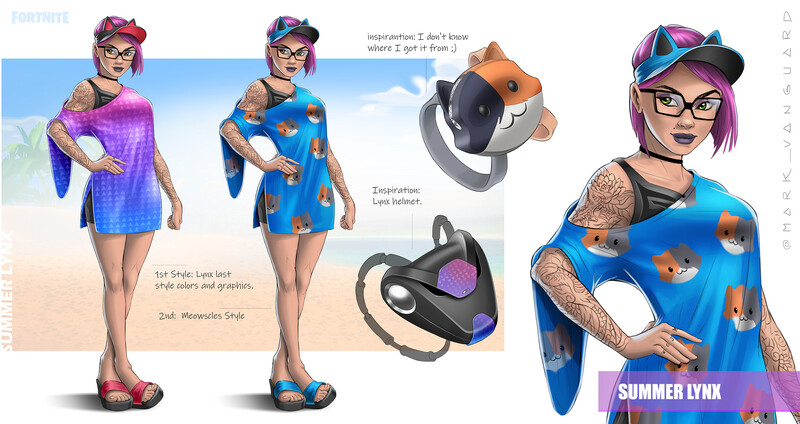 FORTNITE
inspirantion: I don't know
where I got it from ;)
Inspiration:
Lynx helmet.
1st Style: Lynx last
style colors and graphics.
2nd: Meowscles Style
SUMMER LYNX
@MARK_VANGUARD
SUMMER LYNX